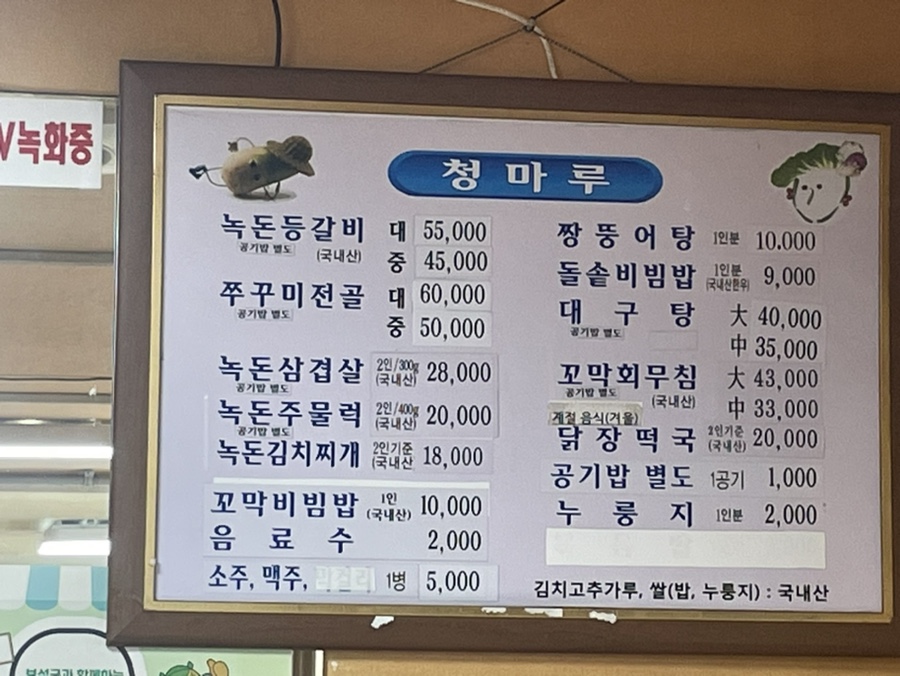 V녹화중
청마루
녹돈등갈비 대 55,000
공기밥 별도 (국내산) 중 45,000
쭈꾸미전골 대 60,000
공기밥 별도 중 50,000
녹돈삼겹살 2인/300g (국내산) 28,000
공기밥 별도
녹돈주물럭 2인/400g (국내산) 20,000
공기밥 별도
녹돈김치찌개 2인기준 (국내산) 18,000
꼬막비빔밥 1인 (국내산) 10,000
음료수 2,000
소주, 맥주, 1병 5,000
짱뚱어탕 1인분 10.000
돌솥비빔밥 1인분 (국내산한우) 9,000
대구탕 大 40,000
공기밥 별도 中 35,000
꼬막회무침 大 43,000
공기밥 별도 (국내산) 中 33,000
계절 음식(겨울)
닭장떡국 2인기준 (국내산) 20,000
공기밥 별도 1공기 1,000
누룽지 1인분 2,000
김치고추가루, 쌀(밥, 누룽지) : 국내산